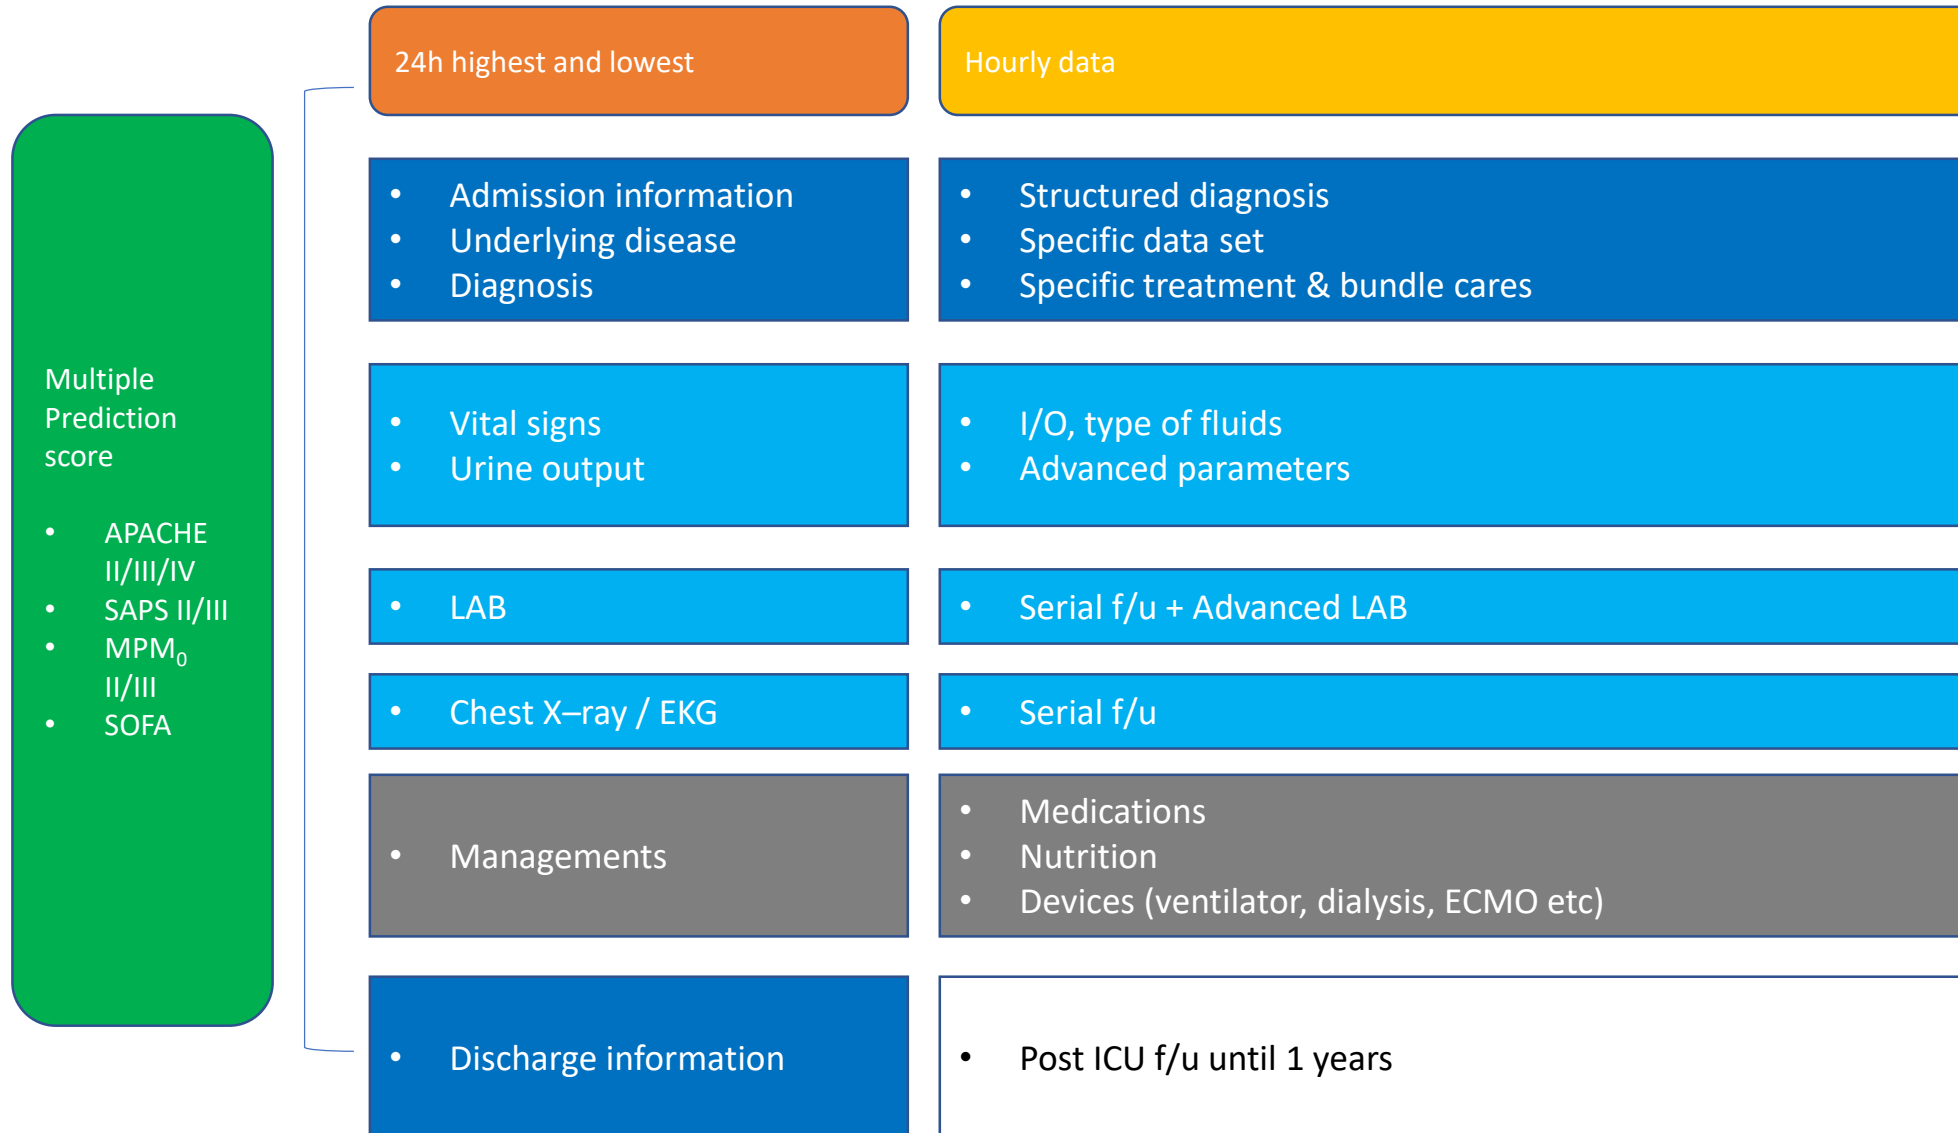 24h highest and lowest
Hourly data
Multiple
Prediction
score
• APACHE
II/III/IV
• SAPS II/III
• MPM₀
II/III
• SOFA
• Admission information
• Underlying disease
• Diagnosis
• Structured diagnosis
• Specific data set
• Specific treatment & bundle cares
• Vital signs
• Urine output
• I/O, type of fluids
• Advanced parameters
• LAB
• Serial f/u + Advanced LAB
• Chest X–ray / EKG
• Serial f/u
• Managements
• Medications
• Nutrition
• Devices (ventilator, dialysis, ECMO etc)
• Discharge information
• Post ICU f/u until 1 years